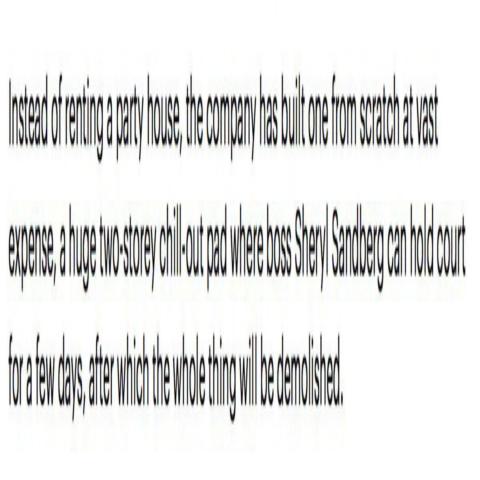 Instead of renting a party house, the company has built one from scratch at vast
expense, a huge two-storey chill-out pad where boss Sheryl Sandberg can hold court
for a few days, after which the whole thing will be demolished.